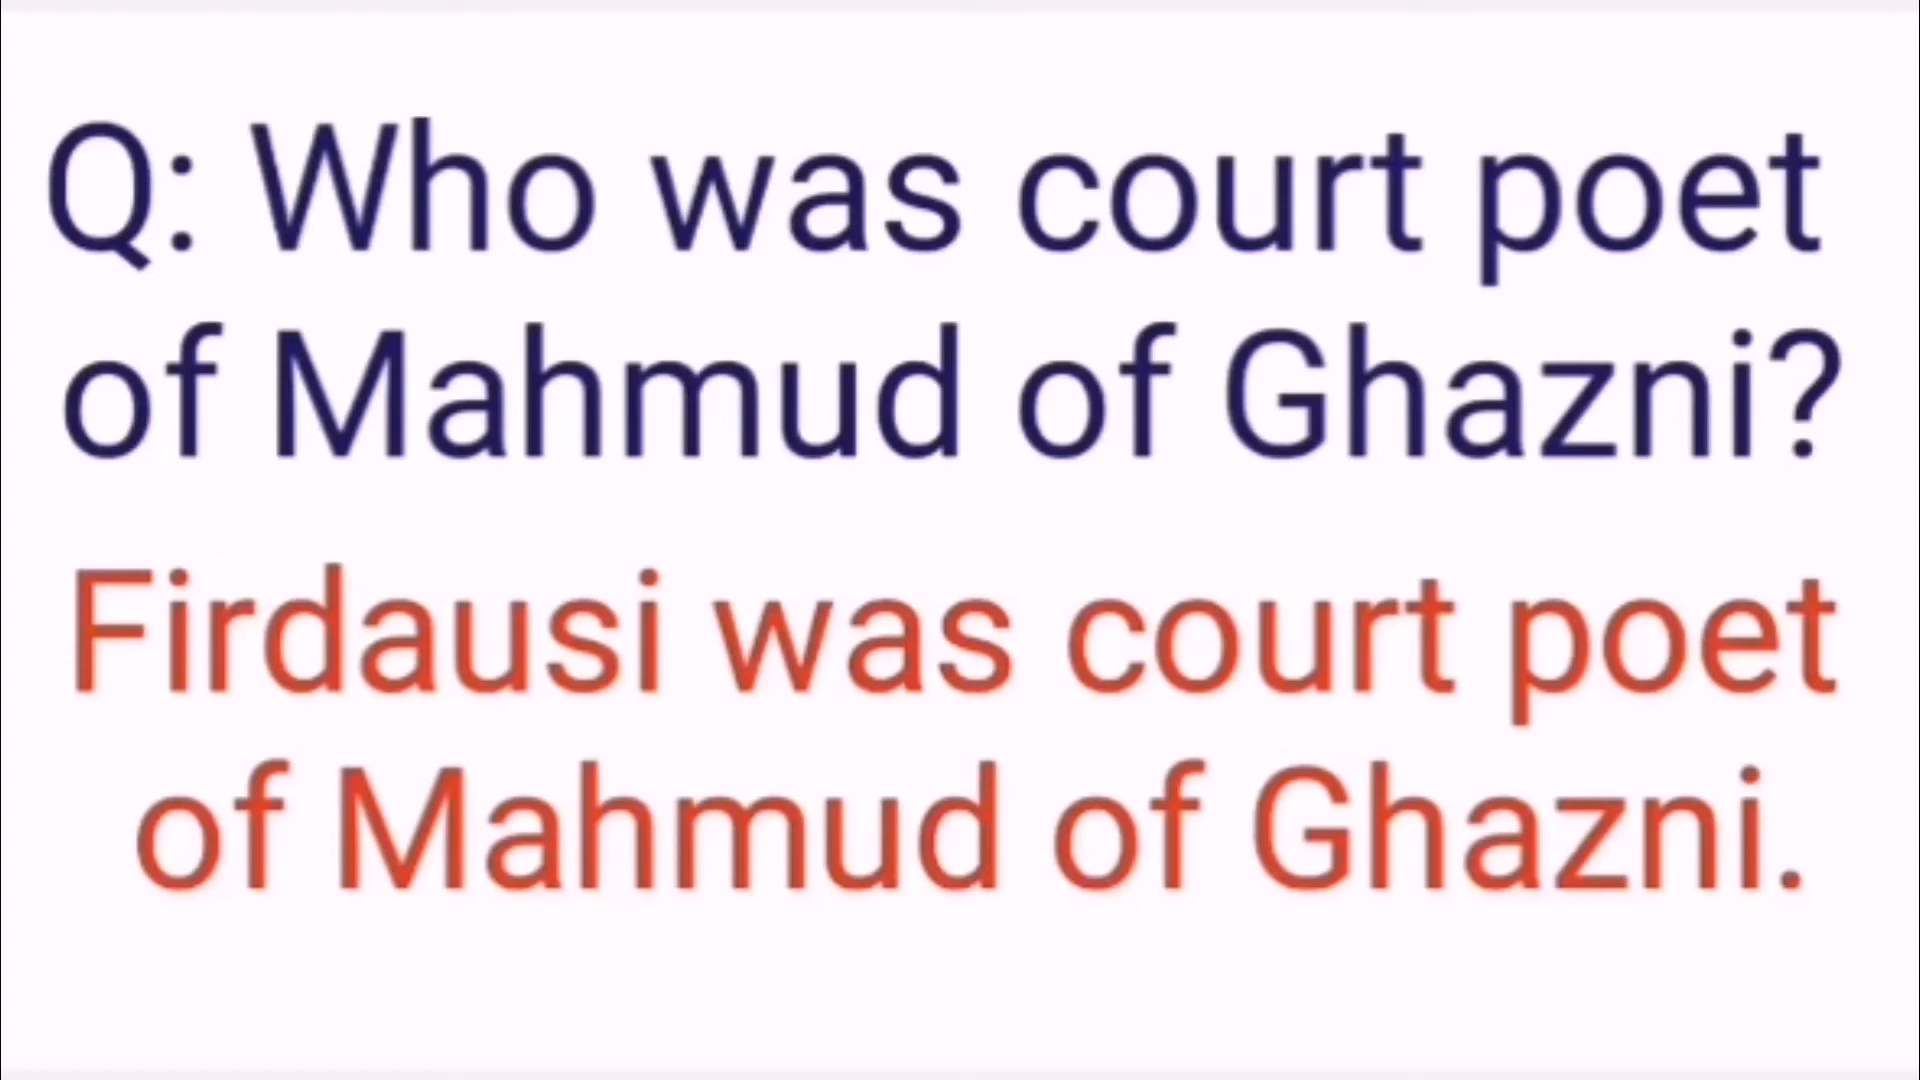 Q: Who was court poet
of Mahmud of Ghazni?
Firdausi was court poet
of Mahmud of Ghazni.